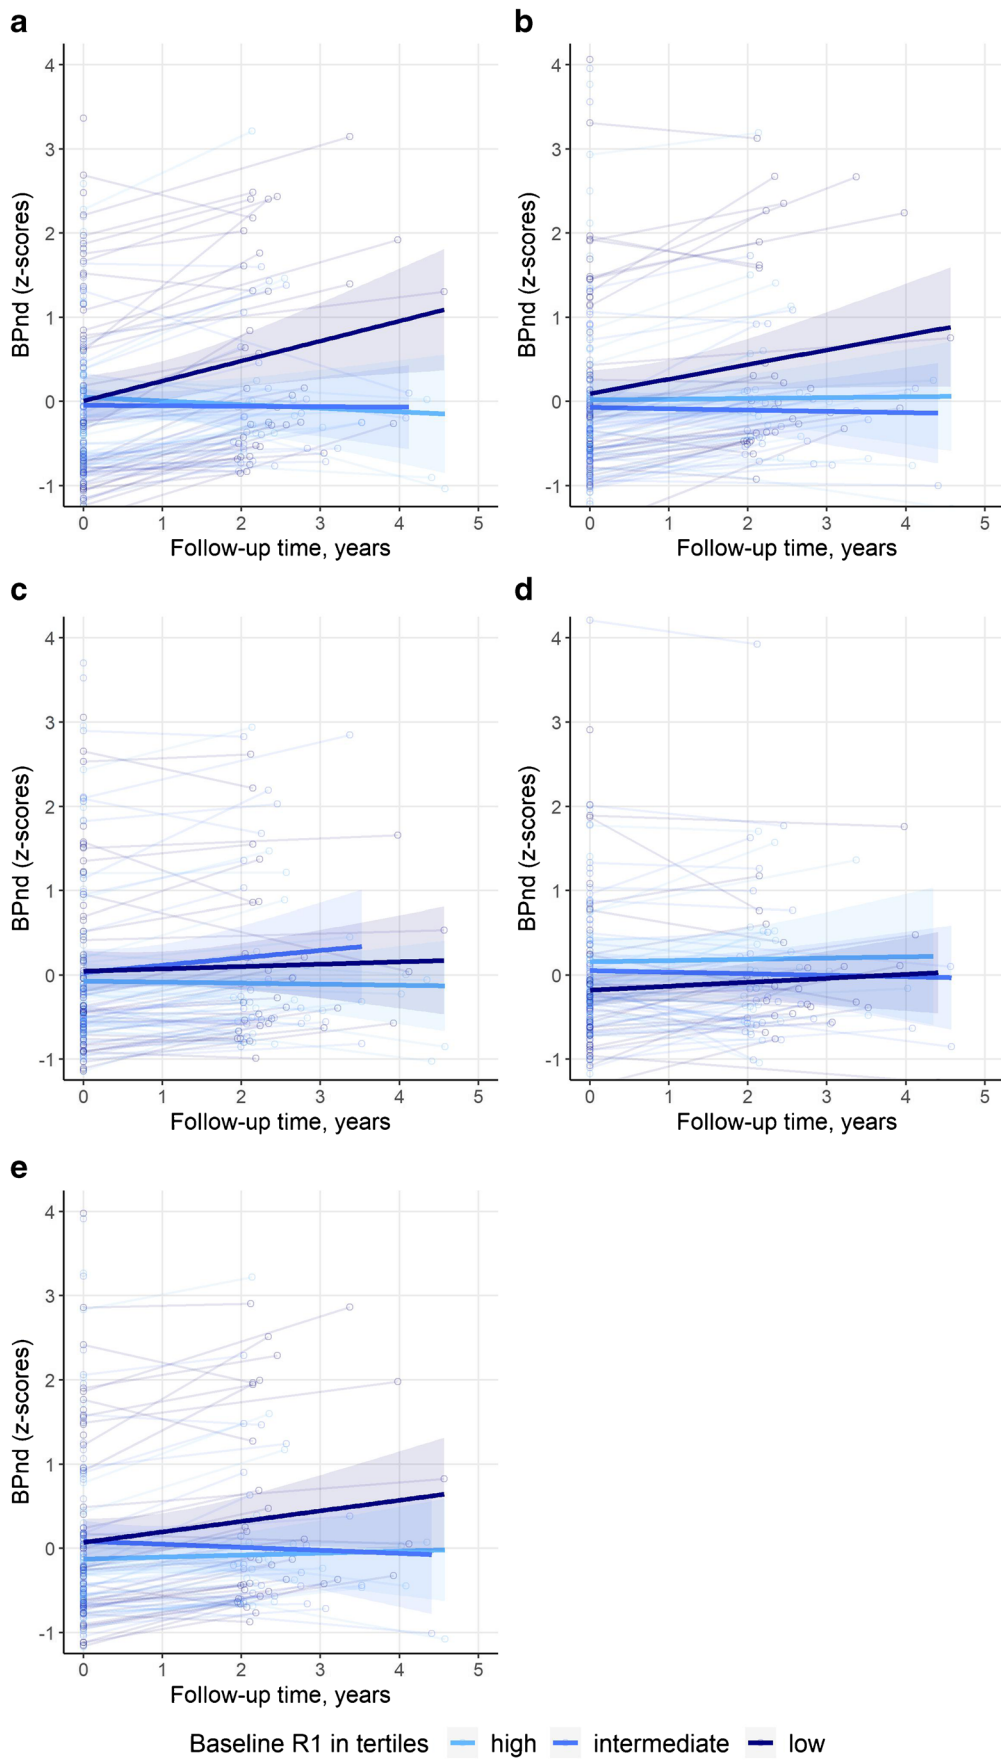 a
4
3
2
1
0
-1
BPnd (z-scores)
0 1 2 3 4 5
Follow-up time, years
b
4
3
2
1
0
-1
BPnd (z-scores)
0 1 2 3 4 5
Follow-up time, years
c
4
3
2
1
0
-1
BPnd (z-scores)
0 1 2 3 4 5
Follow-up time, years
d
4
3
2
1
0
-1
BPnd (z-scores)
0 1 2 3 4 5
Follow-up time, years
e
4
3
2
1
0
-1
BPnd (z-scores)
0 1 2 3 4 5
Follow-up time, years
Baseline R1 in tertiles high intermediate low